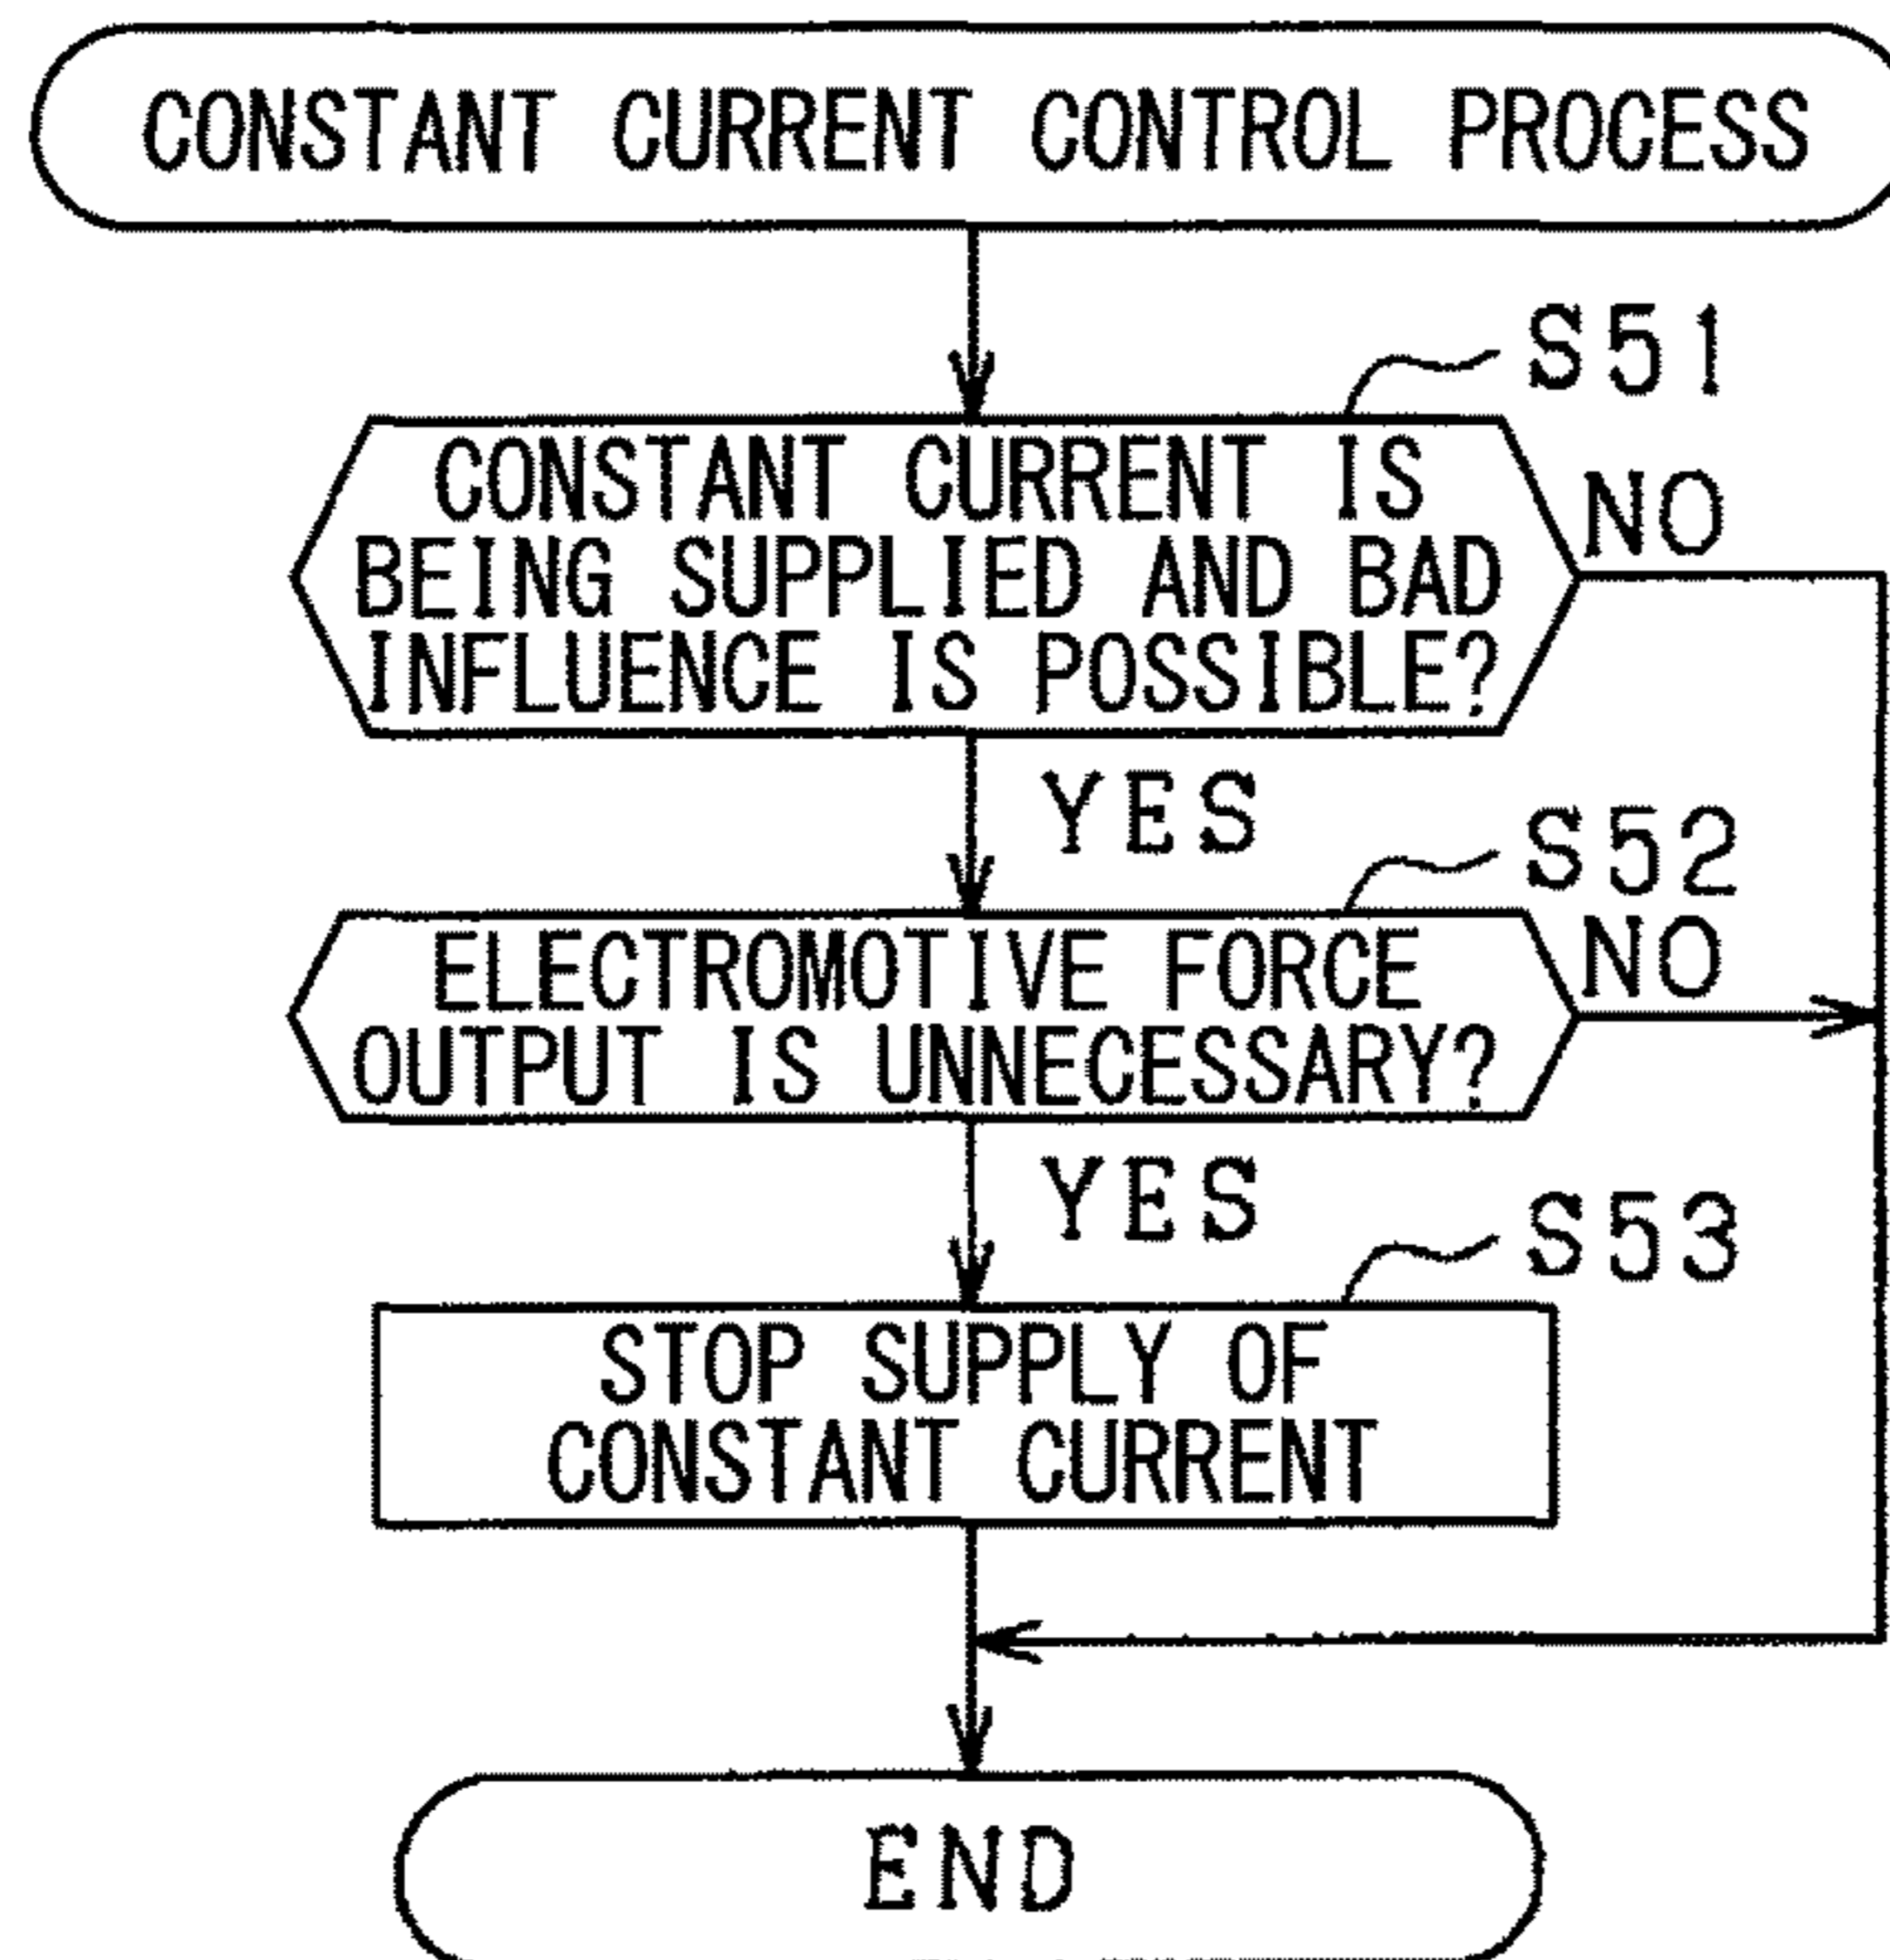 CONSTANT CURRENT CONTROL PROCESS
S51
CONSTANT CURRENT IS
BEING SUPPLIED AND BAD
INFLUENCE IS POSSIBLE?
NO
YES
S52
ELECTROMOTIVE FORCE
OUTPUT IS UNNECESSARY?
NO
YES
S53
STOP SUPPLY OF
CONSTANT CURRENT
END